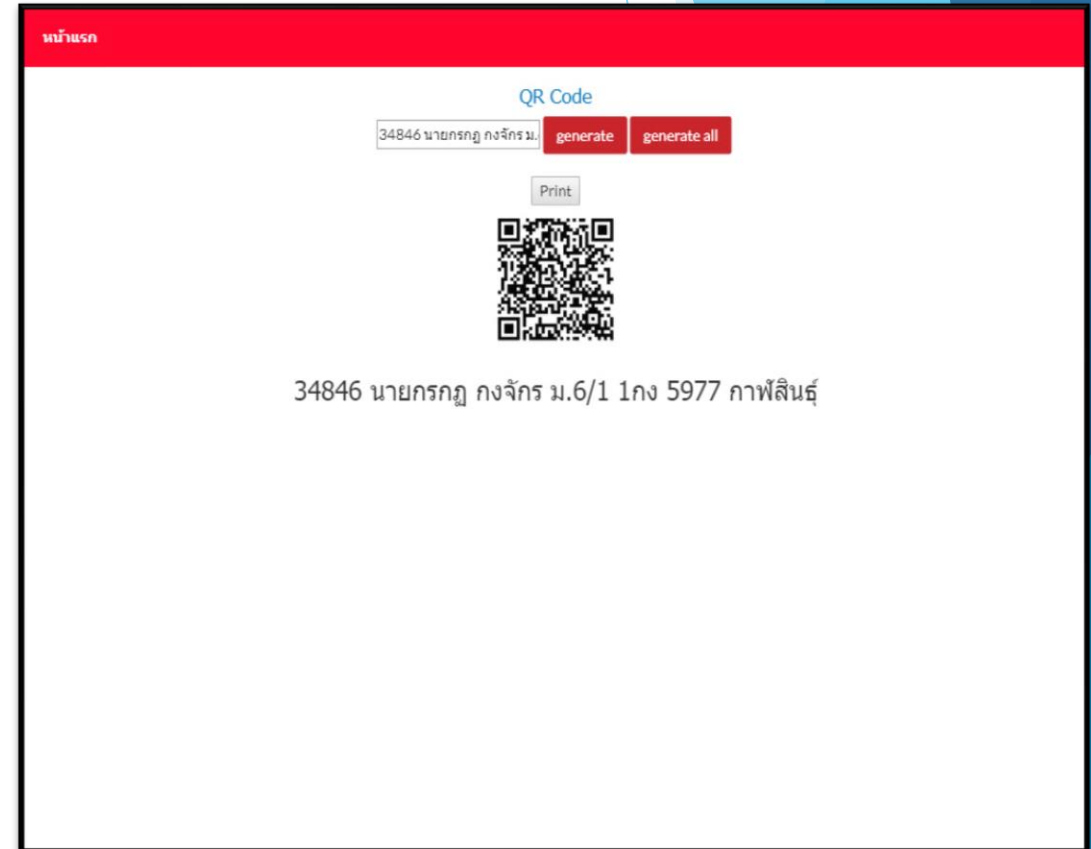 หน้าแรก
QR Code
34846 นายกรกฏ กงจักร ม. generate generate all
Print
34846 นายกรกฏ กงจักร ม.6/1 1กง 5977 กาฬสินธุ์